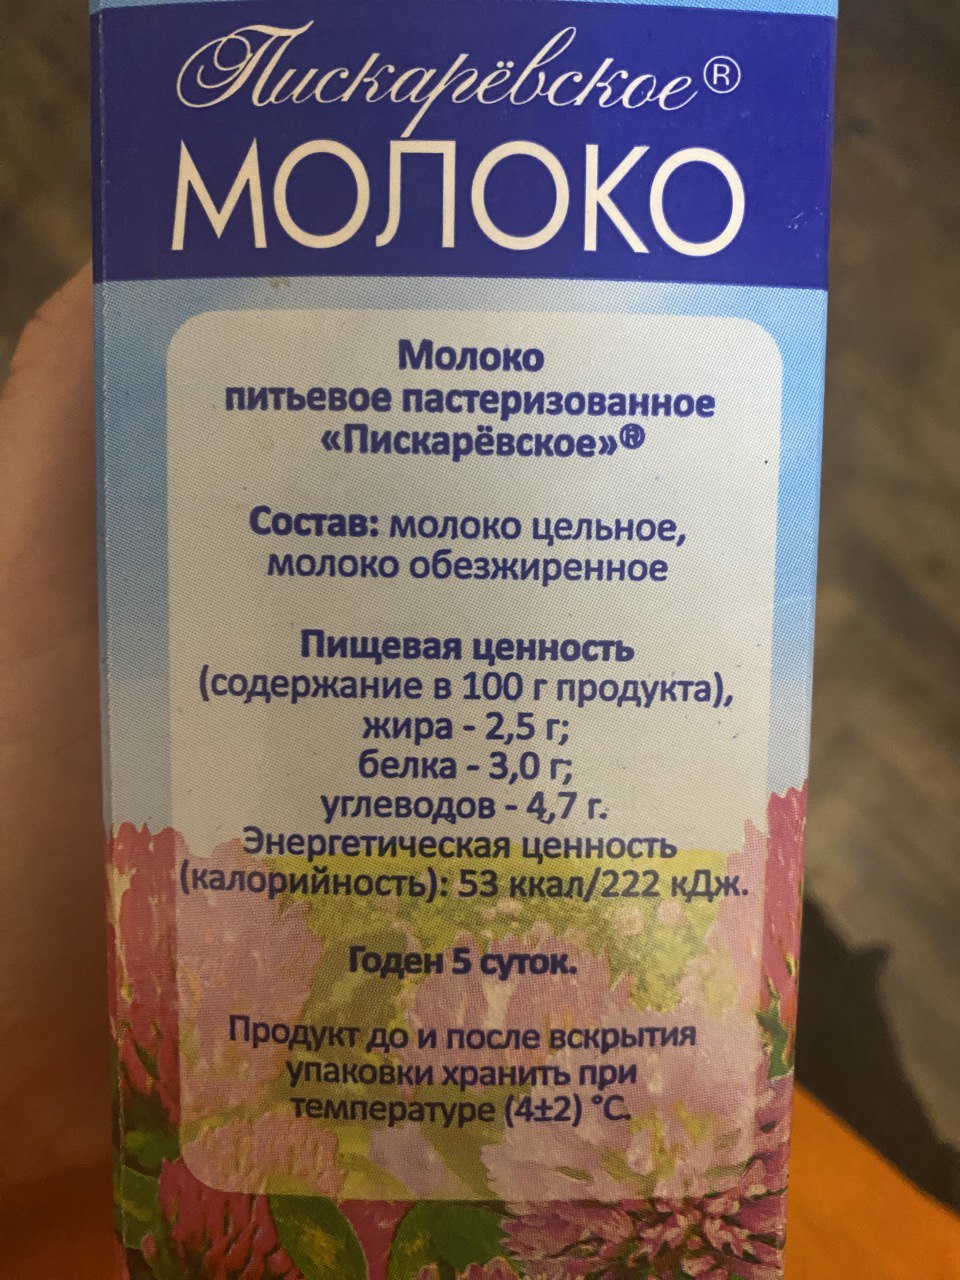 Пискарёвское®
МОЛОКО
Молоко
питьевое пастеризованное
«Пискарёвское»®
Состав: молоко цельное,
молоко обезжиренное
Пищевая ценность
(содержание в 100 г продукта),
жира - 2,5 г;
белка - 3,0 г;
углеводов - 4,7 г.
Энергетическая ценность
(калорийность): 53 ккал/222 кДж.
Годен 5 суток.
Продукт до и после вскрытия
упаковки хранить при
температуре (4±2) °С.